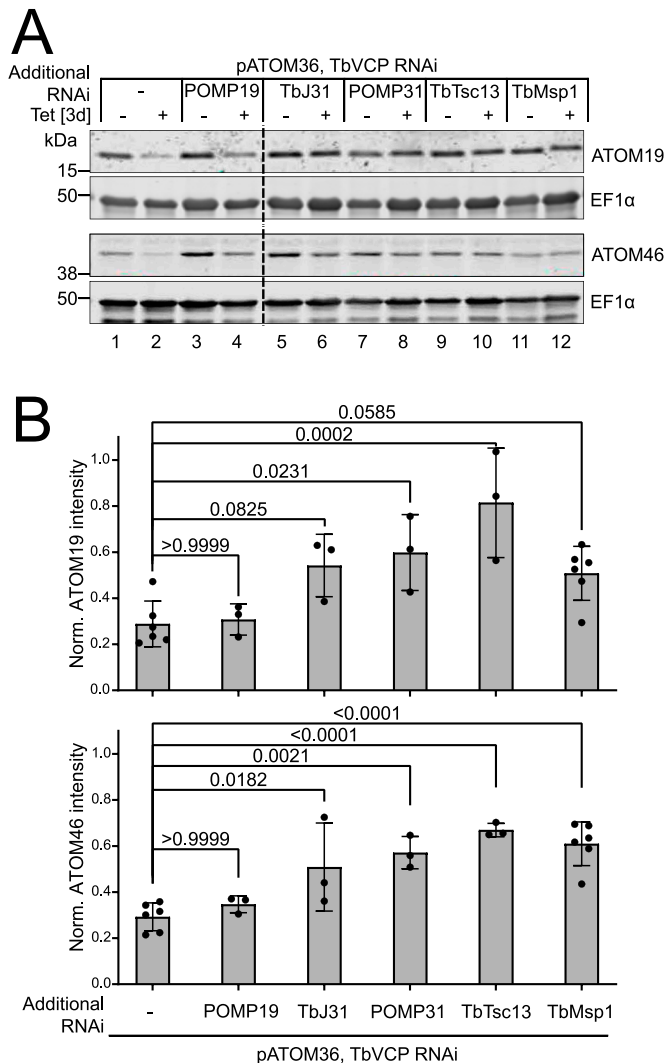 A
pATOM36, TbVCP RNAi
Additional RNAi
- POMP19 TbJ31 POMP31 TbTsc13 TbMsp1
Tet [3d] - + - + - + - + - + - +
kDa
ATOM19
15
50
EF1α
ATOM46
38
50
EF1α
1 2 3 4 5 6 7 8 9 10 11 12
B
0.0585
0.0002
0.0231
0.0825
>0.9999
Norm. ATOM19 intensity
1.0
0.8
0.6
0.4
0.2
0.0
<0.0001
<0.0001
0.0021
0.0182
>0.9999
Norm. ATOM46 intensity
1.0
0.8
0.6
0.4
0.2
0.0
Additional RNAi
- POMP19 TbJ31 POMP31 TbTsc13 TbMsp1
pATOM36, TbVCP RNAi